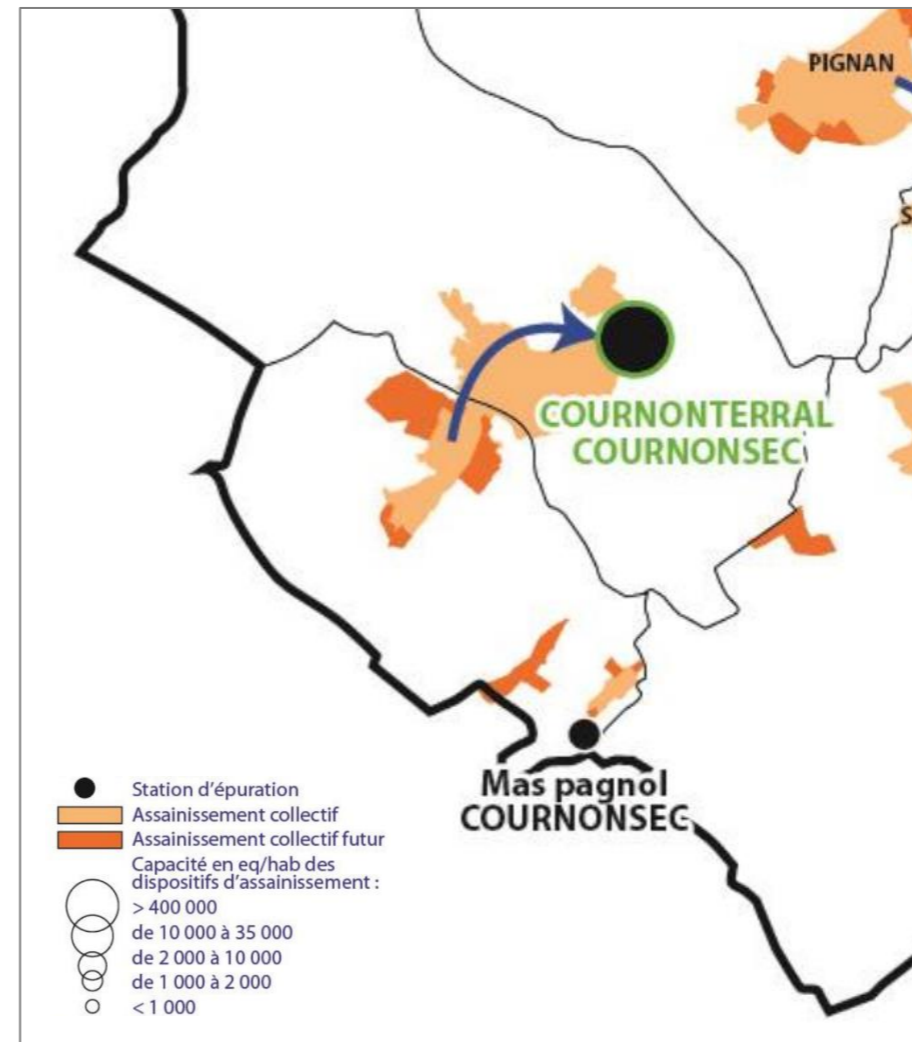 PIGNAN
S
COURNONTERRAL
COURNONSEC
Mas pagnol
COURNONSEC
Station d'épuration
Assainissement collectif
Assainissement collectif futur
Capacité en eq/hab des
dispositifs d'assainissement :
> 400 000
de 10 000 à 35 000
de 2 000 à 10 000
de 1 000 à 2 000
< 1 000